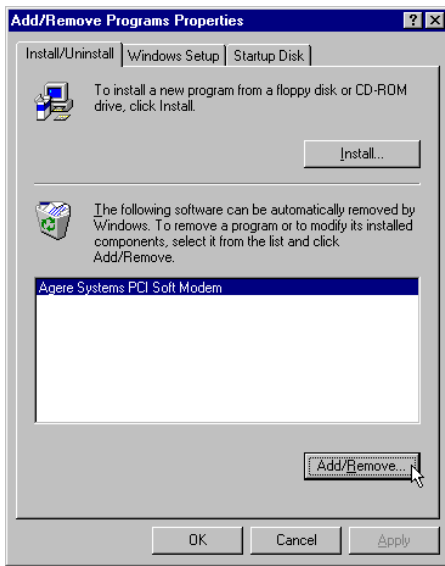 Add/Remove Programs Properties
Install/Uninstall Windows Setup Startup Disk
To install a new program from a floppy disk or CD-ROM
drive, click Install.
Install...
The following software can be automatically removed by
Windows. To remove a program or to modify its installed
components, select it from the list and click
Add/Remove.
Agere Systems PCI Soft Modem
Add/Remove...
OK Cancel Apply